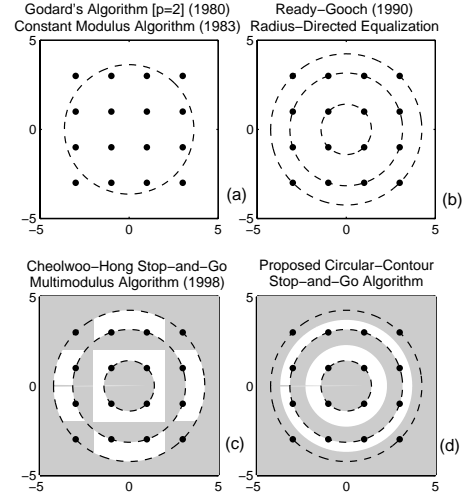 Godard's Algorithm [p=2] (1980)
Constant Modulus Algorithm (1983)
5
0
−5
−5 0 5
(a)
Ready−Gooch (1990)
Radius−Directed Equalization
5
0
−5
−5 0 5
(b)
Cheolwoo−Hong Stop−and−Go
Multimodulus Algorithm (1998)
5
0
−5
−5 0 5
(c)
Proposed Circular−Contour
Stop−and−Go Algorithm
5
0
−5
−5 0 5
(d)